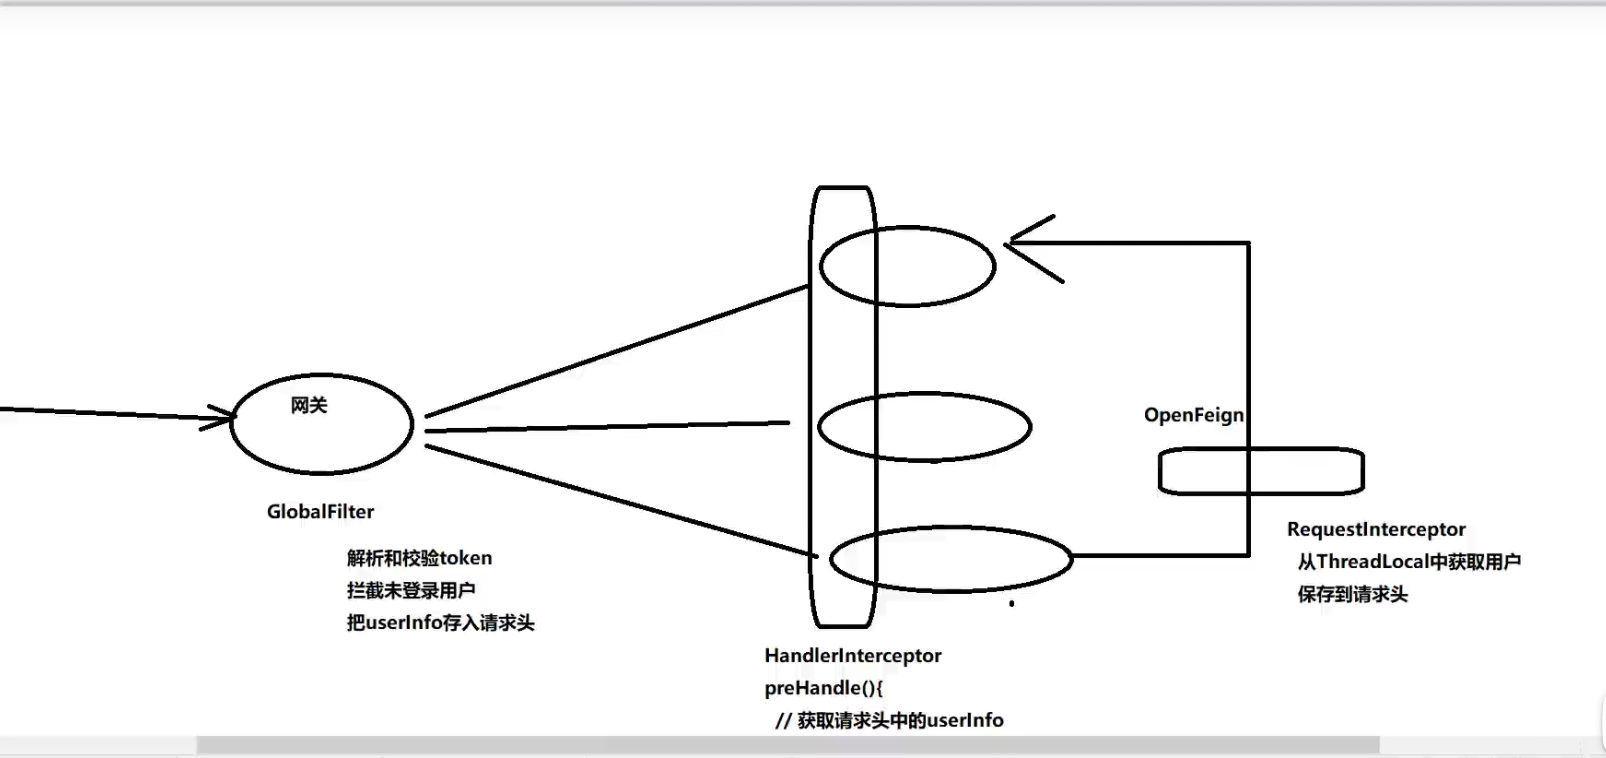 网关
GlobalFilter
解析和校验token
拦截未登录用户
把userInfo存入请求头
HandlerInterceptor
preHandle(){
// 获取请求头中的userInfo
OpenFeign
RequestInterceptor
从ThreadLocal中获取用户
保存到请求头